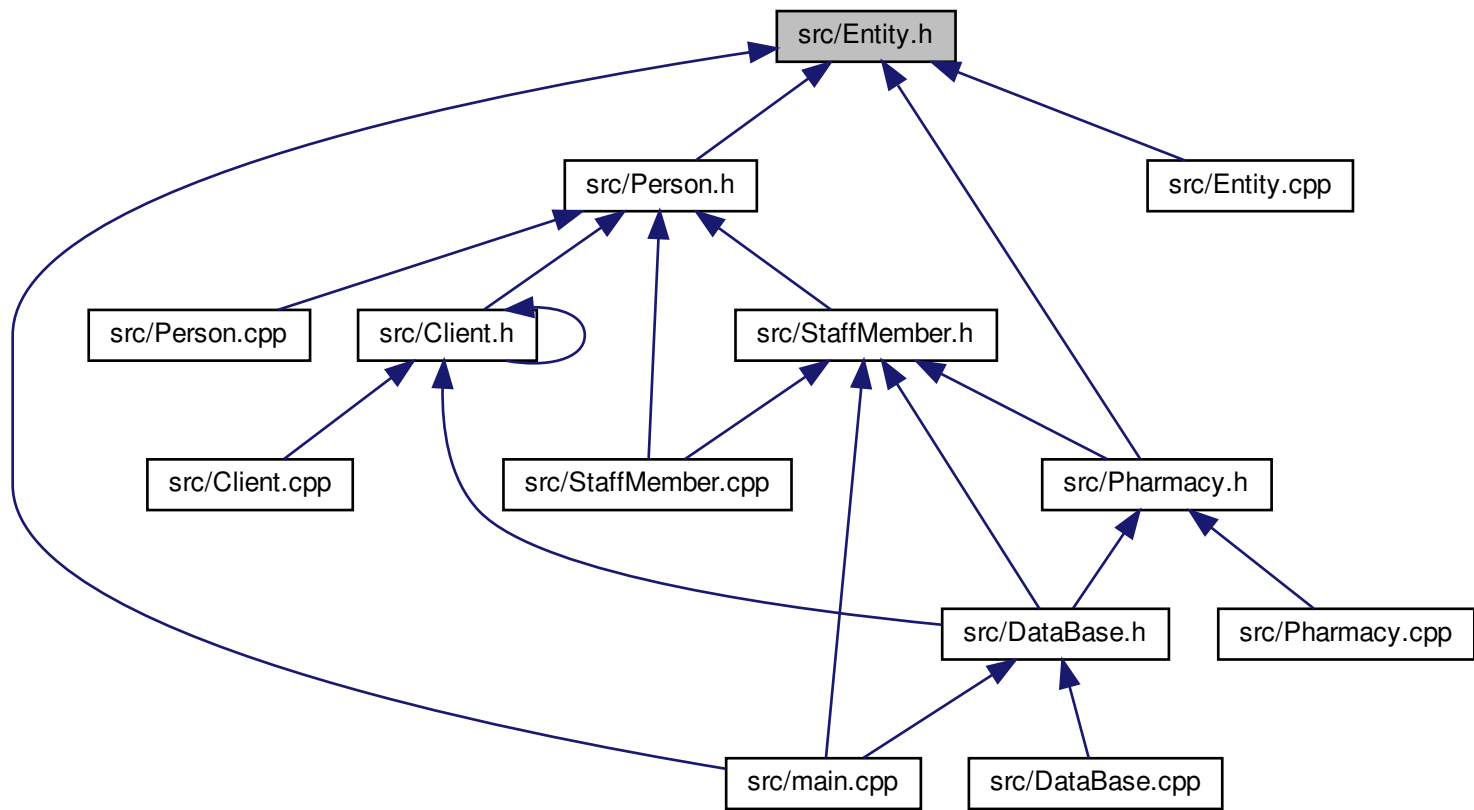 src/Entity.h
src/Person.h
src/Entity.cpp
src/Person.cpp
src/Client.h
src/StaffMember.h
src/Client.cpp
src/StaffMember.cpp
src/Pharmacy.h
src/DataBase.h
src/Pharmacy.cpp
src/main.cpp
src/DataBase.cpp